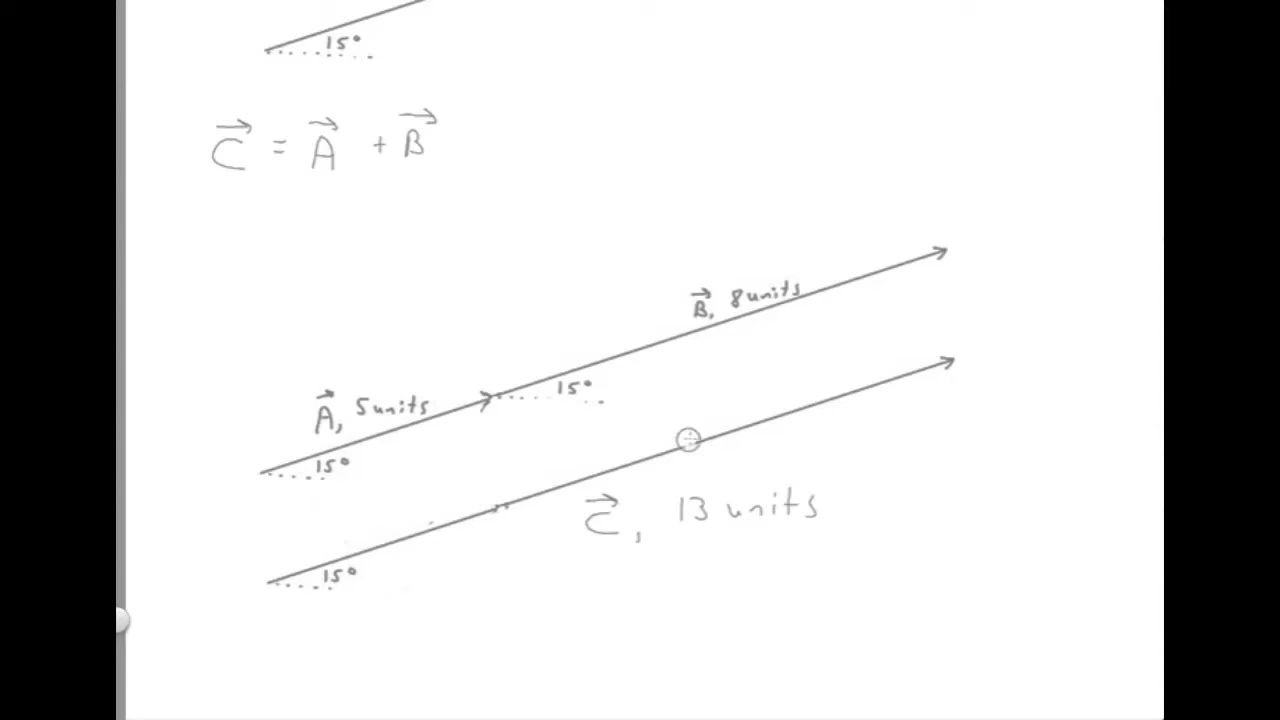 15°
C⃗ = A⃗ + B⃗
B⃗, 8 units
15°
A⃗, 5 units
15°
C⃗, 13 units
15°